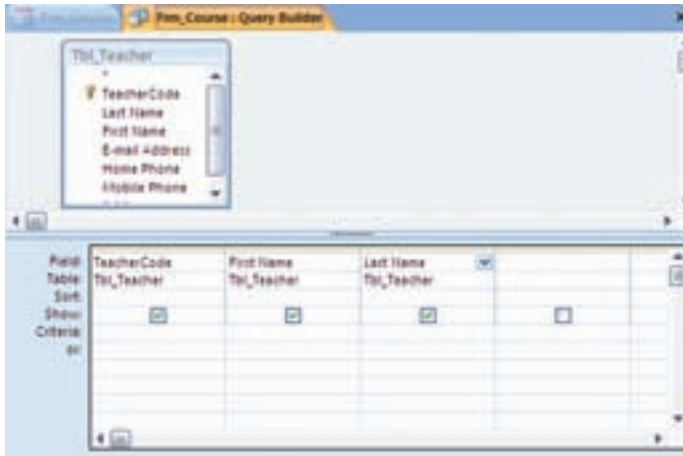 Frm_Course : Query Builder
Tbl_Teacher
*
TeacherCode
Last Name
First Name
E-mail Address
Home Phone
Mobile Phone
Field: TeacherCode First Name Last Name
Table: Tbl_Teacher Tbl_Teacher Tbl_Teacher
Sort:
Show:
Criteria:
or: